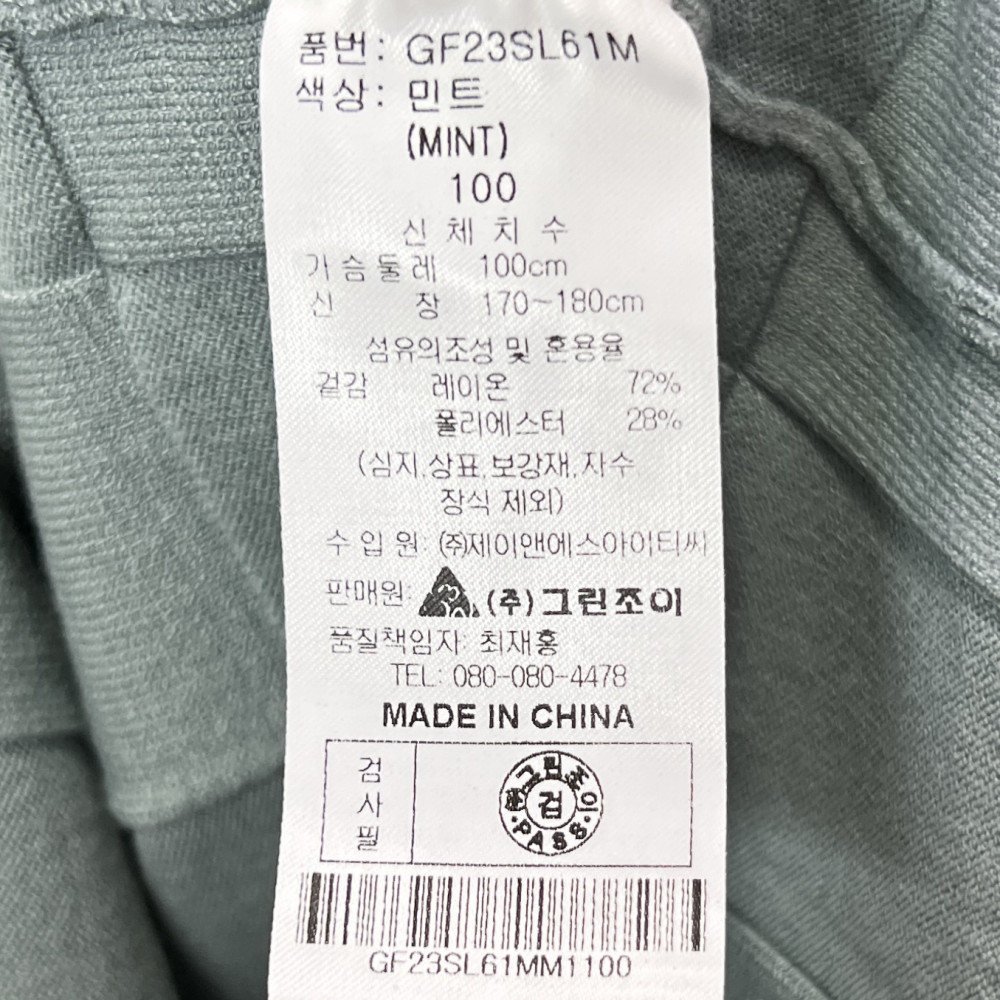 품번: GF23SL61M
색상: 민트
(MINT)
100
신 체 치 수
가 슴 둘 레 100cm
신 장 170~180cm
섬유의조성 및 혼용율
겉감 레이온 72%
폴리에스터 28%
(심지,상표,보강재,자수
장식 제외)
수 입 원: (주)제이앤에스아이티씨
판매원: (주)그린조이
품질책임자: 최재홍
TEL: 080-080-4478
MADE IN CHINA
검
사
필
그린조이
검
PASS
GF23SL61MM1100